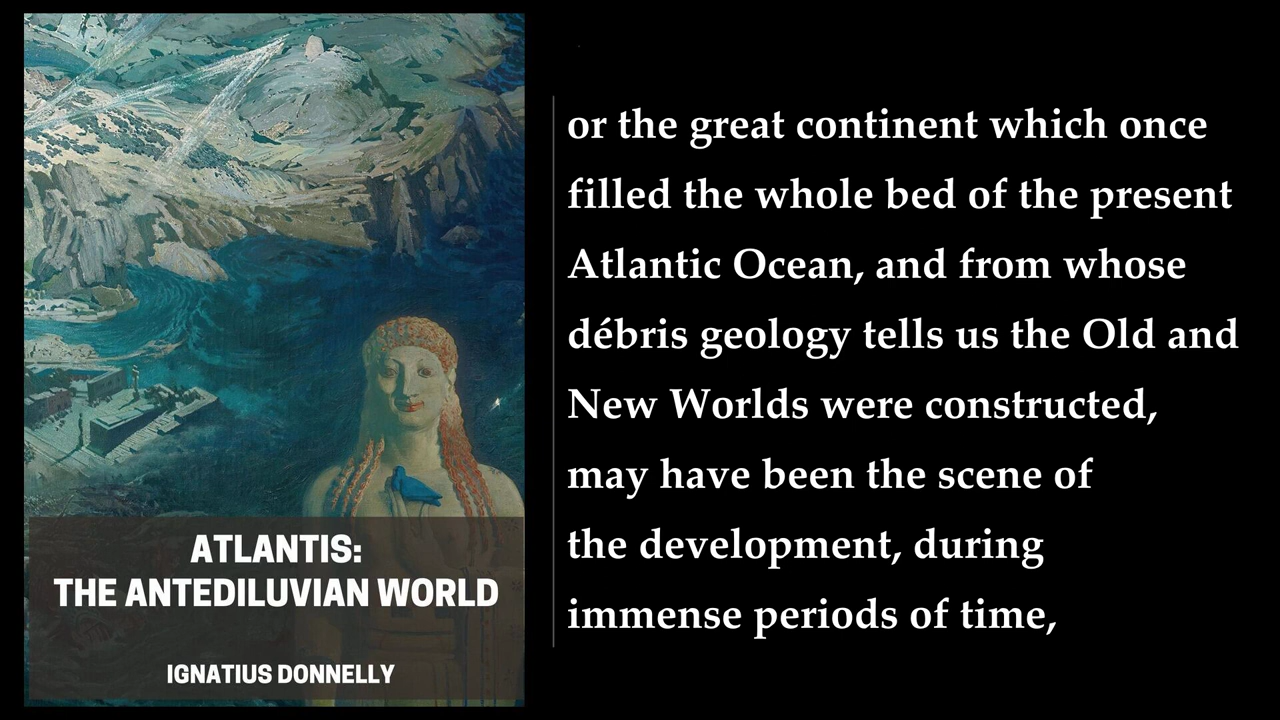 ATLANTIS:
THE ANTEDILUVIAN WORLD
IGNATIUS DONNELLY
or the great continent which once
filled the whole bed of the present
Atlantic Ocean, and from whose
débris geology tells us the Old and
New Worlds were constructed,
may have been the scene of
the development, during
immense periods of time,